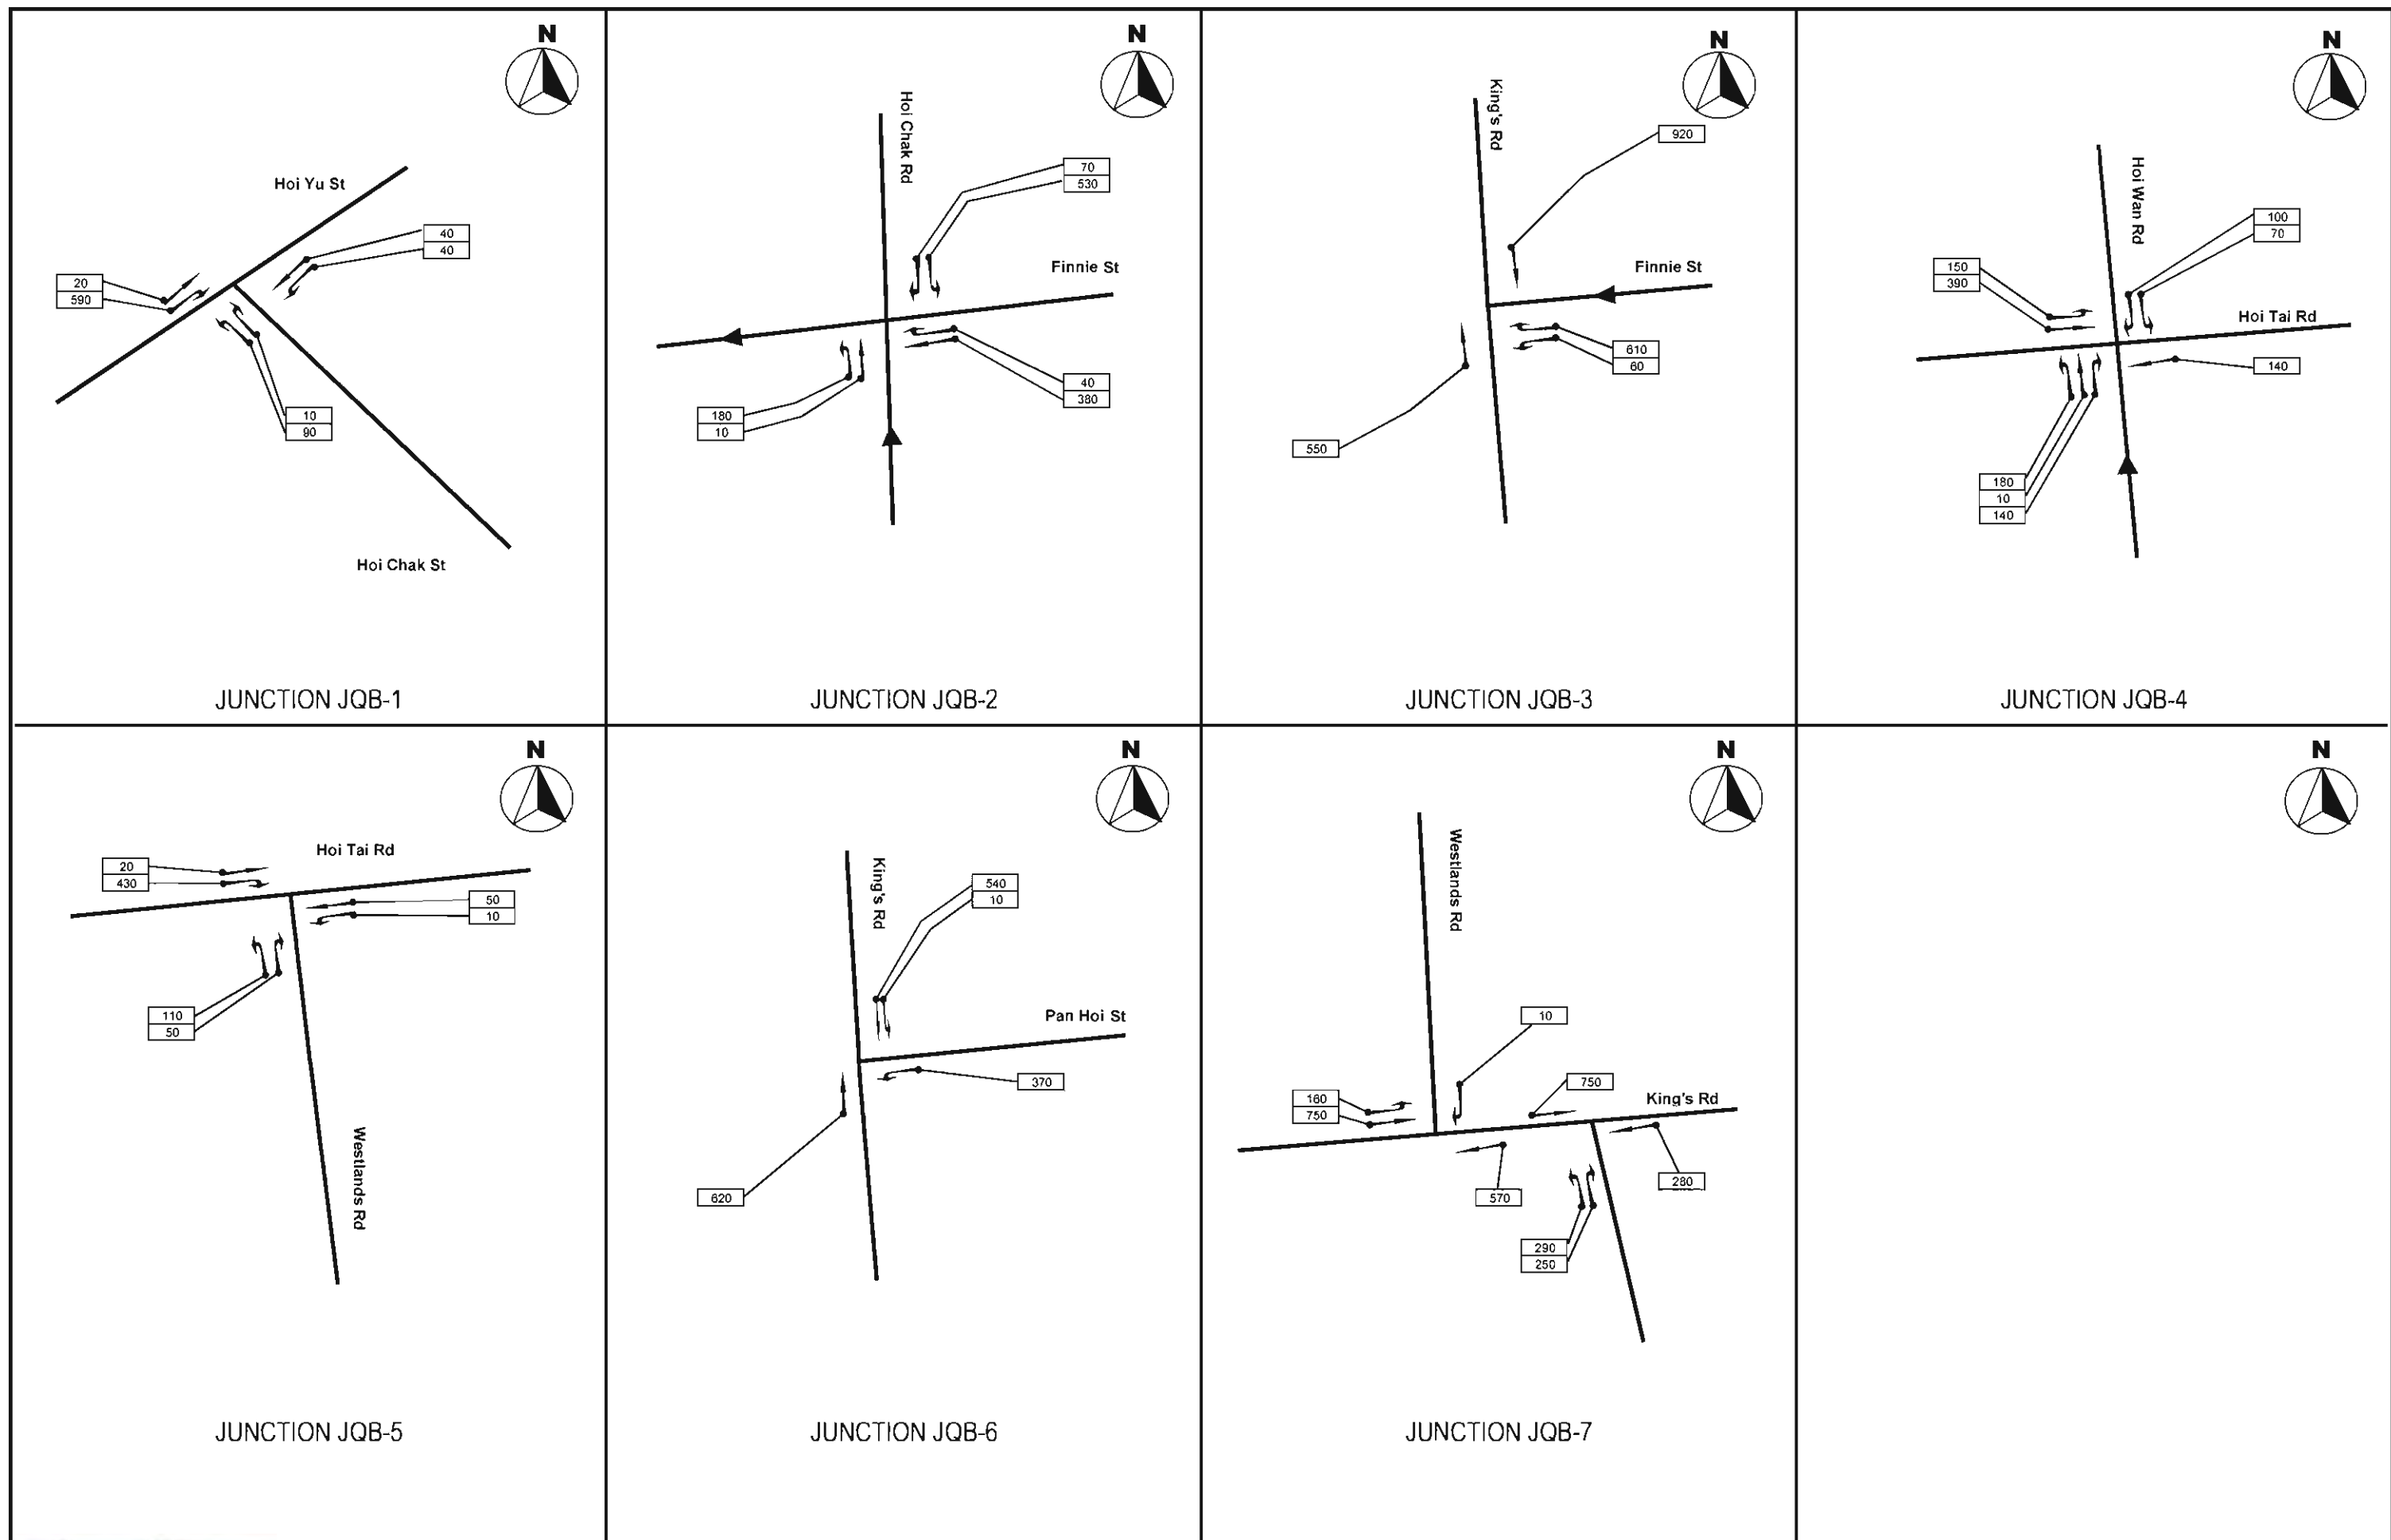 N
Hoi Yu St
40
40
20
590
10
90
Hoi Chak St
JUNCTION JQB-1
N
Hoi Chak Rd
70
530
Finnie St
180
10
40
380
JUNCTION JQB-2
N
King's Rd
920
Finnie St
610
60
550
JUNCTION JQB-3
N
Hoi Wan Rd
100
70
150
390
Hoi Tai Rd
140
180
10
140
JUNCTION JQB-4
N
Hoi Tai Rd
20
430
50
10
110
50
Westlands Rd
JUNCTION JQB-5
N
King's Rd
540
10
Pan Hoi St
370
620
JUNCTION JQB-6
N
Westlands Rd
10
160
750
750
King's Rd
570
280
290
250
JUNCTION JQB-7
N